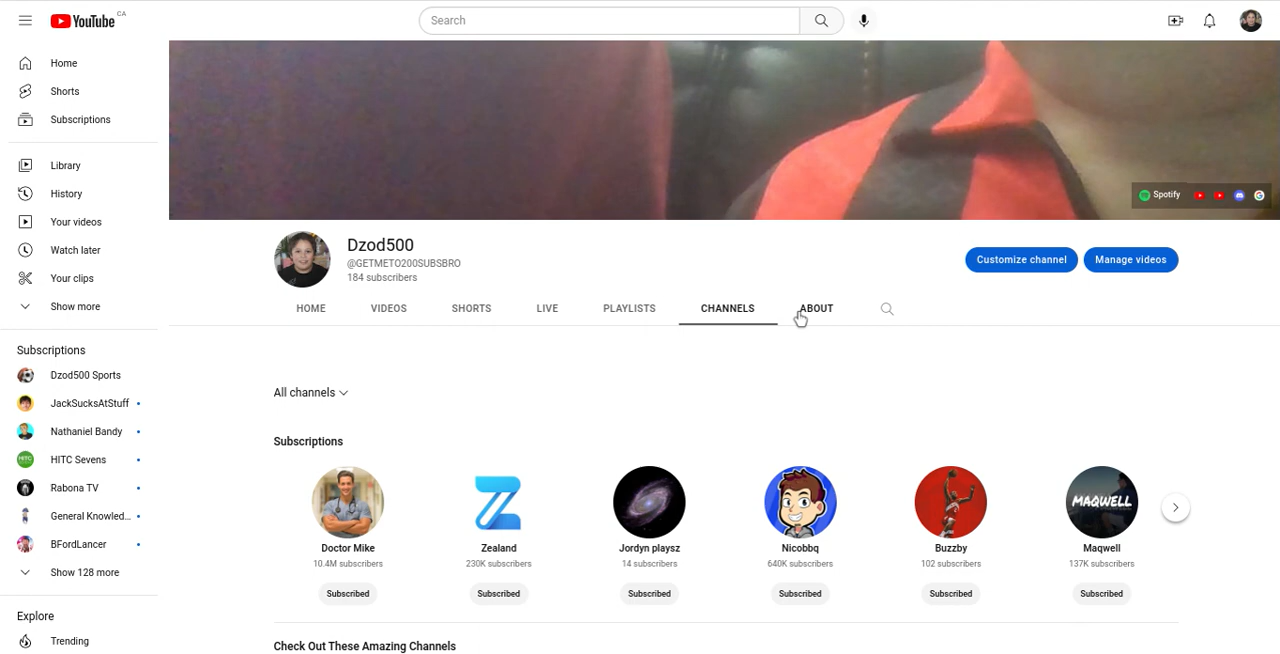 YouTube CA
Search
Home
Shorts
Subscriptions
Library
History
Your videos
Watch later
Your clips
Show more
Subscriptions
Dzod500 Sports
JackSucksAtStuff
Nathaniel Bandy
HITC Sevens
Rabona TV
General Knowled...
BFordLancer
Show 128 more
Explore
Trending
Spotify
Dzod500
@GETMETO200SUBSBRO
184 subscribers
Customize channel
Manage videos
HOME VIDEOS SHORTS LIVE PLAYLISTS CHANNELS ABOUT
All channels
Subscriptions
MAQWELL
Doctor Mike Zealand Jordyn playsz Nicobbq Buzzby Maqwell
10.4M subscribers 230K subscribers 14 subscribers 640K subscribers 102 subscribers 137K subscribers
Subscribed Subscribed Subscribed Subscribed Subscribed Subscribed
Check Out These Amazing Channels